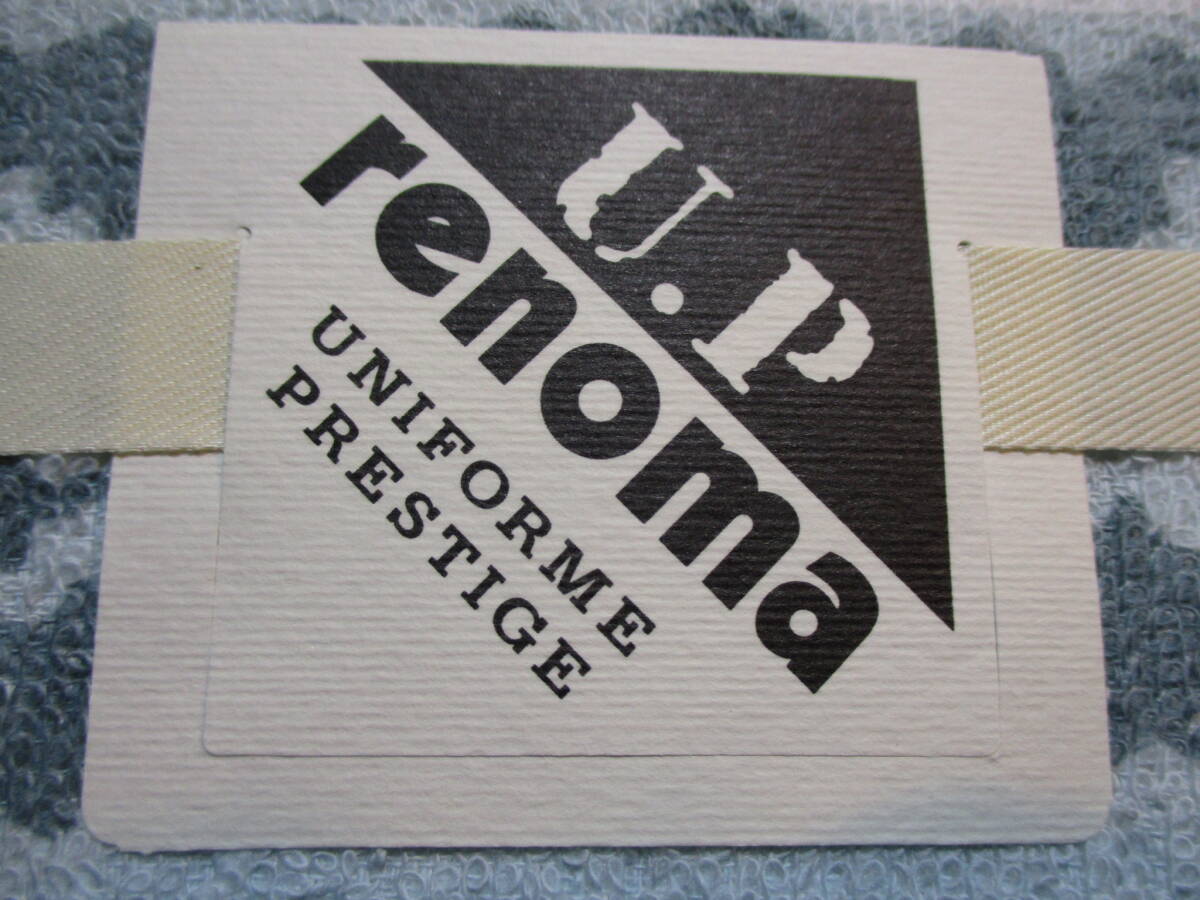 U.P
renoma
UNIFORME
PRESTIGE